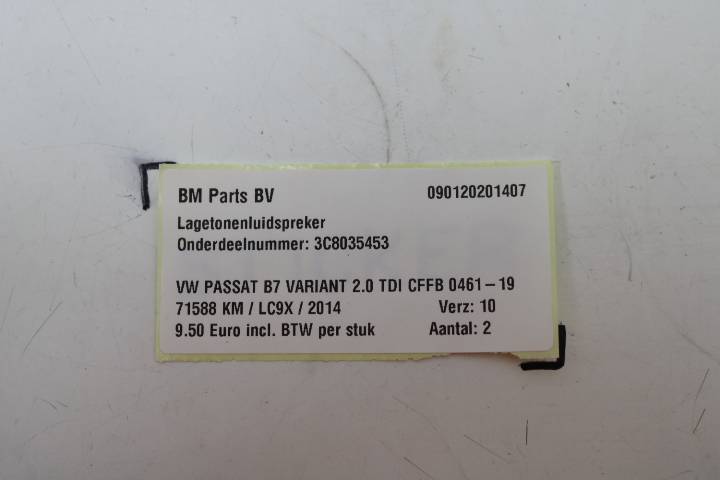 BM Parts BV 090120201407
Lagetonenluidspreker
Onderdeelnummer: 3C8035453
VW PASSAT B7 VARIANT 2.0 TDI CFFB 0461-19
71588 KM / LC9X / 2014 Verz: 10
9.50 Euro incl. BTW per stuk Aantal: 2